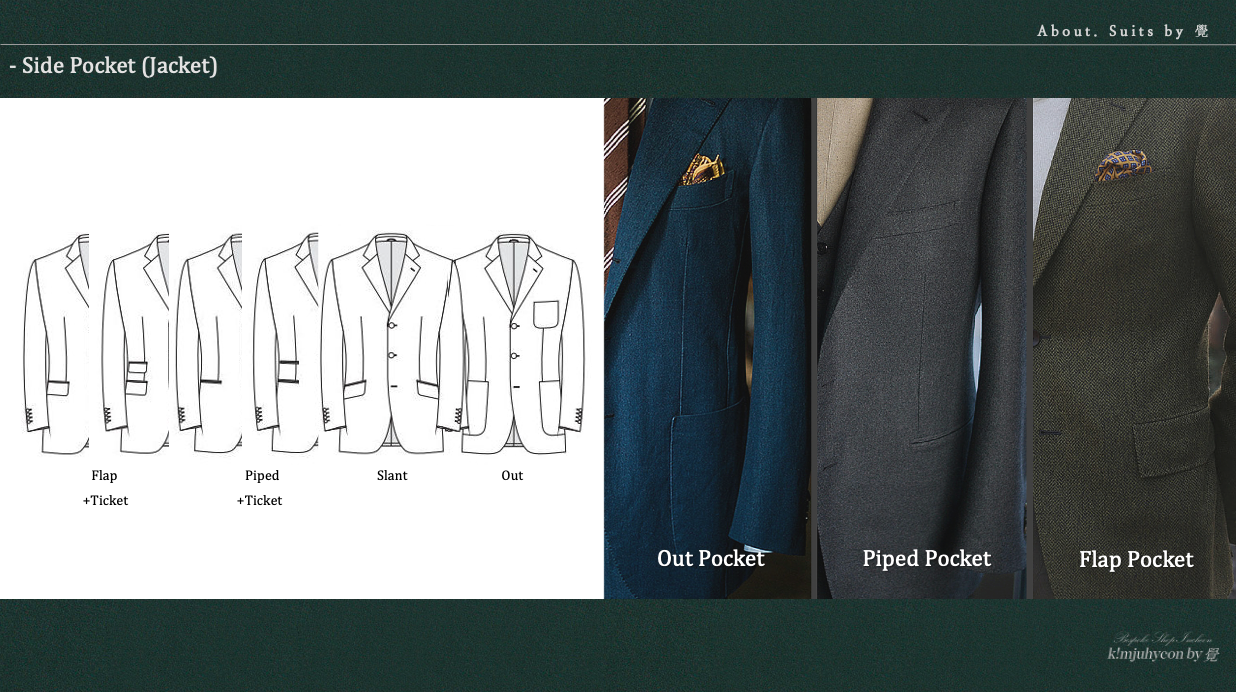 About. Suits by 覺
- Side Pocket (Jacket)
Flap
+Ticket
Piped
+Ticket
Slant
Out
Out Pocket
Piped Pocket
Flap Pocket
Bespoke Shop Incheon
k!mjuhyeon by 覺